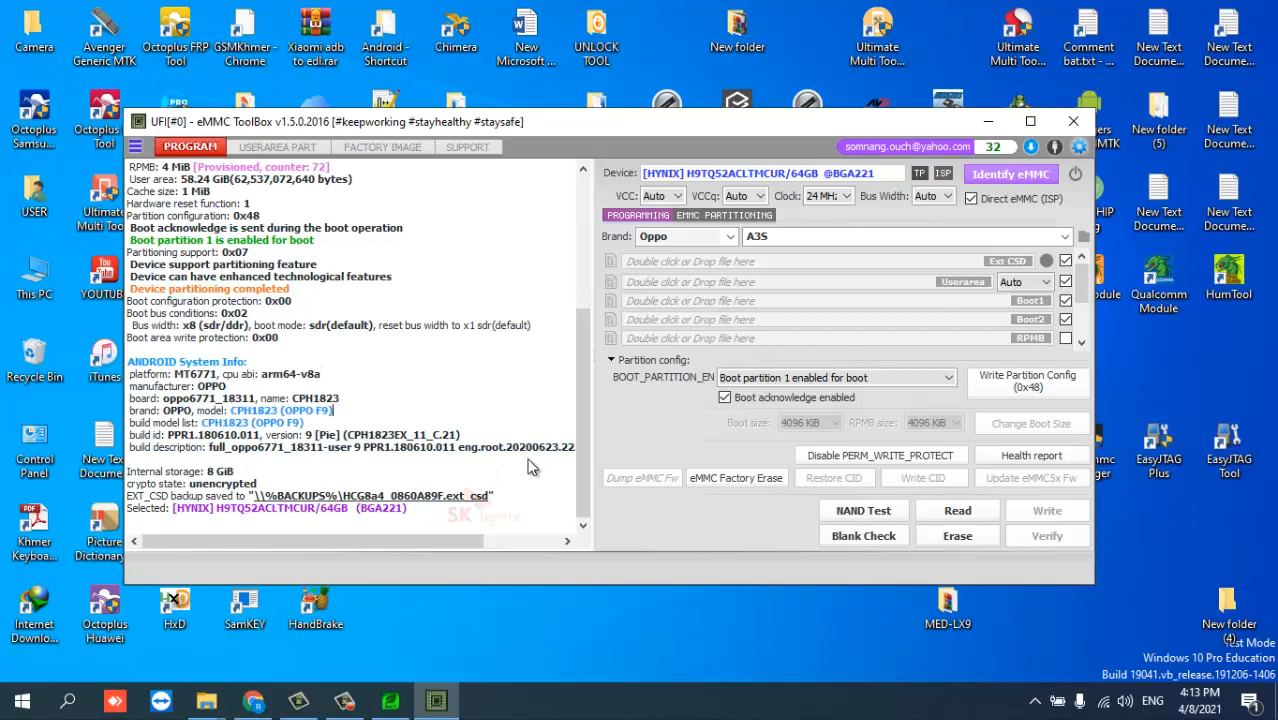 Camera
Avenger Generic MTK
Octoplus FRP Tool
GSMKhmer - Chrome
Xiaomi adb to edl.rar
Android - Shortcut
Chimera
New Microsoft ...
UNLOCK TOOL
New folder
Ultimate Multi Too...
Ultimate Multi Too...
Comment bat.txt - ...
New Text Docume...
New Text Docume...
Octoplus Samsu...
Octoplus Tool
New folder (5)
New Text Docume...
USER
Ultimate Multi Tou...
New Text Docume...
New Text Docume...
This PC
YOUTUBE
Qualcomm Module
HumTool
Recycle Bin
iTunes
New Text Docume...
New Text Docume...
Control Panel
New Text Docume...
EasyJTAG Plus
EasyJTAG Tool
Khmer Keyboa...
Picture Dictionar...
Internet Downlo...
Octoplus Huawei
HxD
SamKEY
HandBrake
MED-LX9
New folder (4)
UFI[#0] - eMMC ToolBox v1.5.0.2016 [#keepworking #stayhealthy #staysafe]
PROGRAM USERAREA PART FACTORY IMAGE SUPPORT
somnang.ouch@yahoo.com 32
RPMB: 4 MiB [Provisioned, counter: 72]
User area: 58.24 GiB(62,537,072,640 bytes)
Cache size: 1 MiB
Hardware reset function: 1
Partition configuration: 0x48
Boot acknowledge is sent during the boot operation
Boot partition 1 is enabled for boot
Partitioning support: 0x07
Device support partitioning feature
Device can have enhanced technological features
Device partitioning completed
Boot configuration protection: 0x00
Boot bus conditions: 0x02
Bus width: x8 (sdr/ddr), boot mode: sdr(default), reset bus width to x1 sdr(default)
Boot area write protection: 0x00
ANDROID System Info:
platform: MT6771, cpu abi: arm64-v8a
manufacturer: OPPO
board: oppo6771_18311, name: CPH1823
brand: OPPO, model: CPH1823 (OPPO F9)
build model list: CPH1823 (OPPO F9)
build id: PPR1.180610.011, version: 9 [Pie] (CPH1823EX_11_C.21)
build description: full_oppo6771_18311-user 9 PPR1.180610.011 eng.root.20200623.22
Internal storage: 8 GiB
crypto state: unencrypted
EXT_CSD backup saved to "\\%BACKUPS%\HCG8a4_0860A89F.ext_csd"
Selected: [HYNIX] H9TQ52ACLTMCUR/64GB (BGA221)
Device: [HYNIX] H9TQ52ACLTMCUR/64GB @BGA221 TP ISP Identify eMMC
VCC: Auto VCCq: Auto Clock: 24 MHz Bus Width: Auto Direct eMMC (ISP)
PROGRAMMING EMMC PARTITIONING
Brand: Oppo A3S
Double click or Drop file here Ext CSD
Double click or Drop file here Userarea Auto
Double click or Drop file here Boot1
Double click or Drop file here Boot2
Double click or Drop file here RPMB
Partition config:
BOOT_PARTITION_EN Boot partition 1 enabled for boot Write Partition Config (0x48)
Boot acknowledge enabled
Boot size: 4096 KiB RPMB size: 4096 KiB Change Boot Size
Disable PERM_WRITE_PROTECT Health report
Dump eMMC Fw eMMC Factory Erase Restore CID Write CID Update eMMC5x Fw
NAND Test Read Write
Blank Check Erase Verify
SK
Test Mode
Windows 10 Pro Education
Build 19041.vb_release.191206-1406
ENG
4:13 PM
4/8/2021